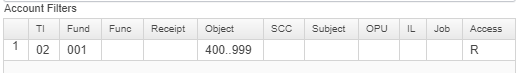 Account Filters
TI Fund Func Receipt Object SCC Subject OPU IL Job Access
1 02 001 400..999 R